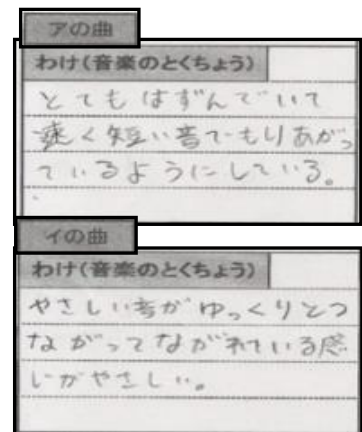 アの曲
わけ(音楽のとくちょう)
とてもはずんでいて
速く短い音でもりあがっ
ているようにしている。
イの曲
わけ(音楽のとくちょう)
やさしい音がゆっくりとつ
ながってながれている感
じがやさしい。